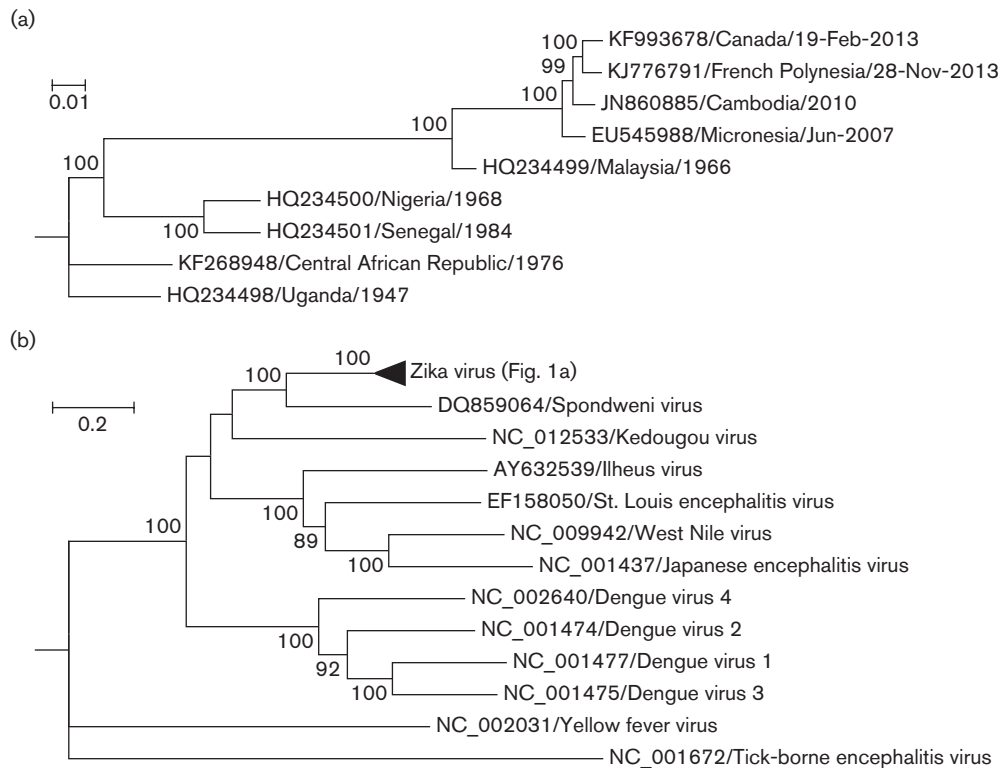 (a)
100 KF993678/Canada/19-Feb-2013
99 KJ776791/French Polynesia/28-Nov-2013
0.01
100 JN860885/Cambodia/2010
100 EU545988/Micronesia/Jun-2007
100 HQ234499/Malaysia/1966
HQ234500/Nigeria/1968
100 HQ234501/Senegal/1984
KF268948/Central African Republic/1976
HQ234498/Uganda/1947
(b)
100 Zika virus (Fig. 1a)
100
DQ859064/Spondweni virus
0.2
NC_012533/Kedougou virus
AY632539/Ilheus virus
100 EF158050/St. Louis encephalitis virus
100 89 NC_009942/West Nile virus
100 NC_001437/Japanese encephalitis virus
NC_002640/Dengue virus 4
100 NC_001474/Dengue virus 2
92 NC_001477/Dengue virus 1
100 NC_001475/Dengue virus 3
NC_002031/Yellow fever virus
NC_001672/Tick-borne encephalitis virus